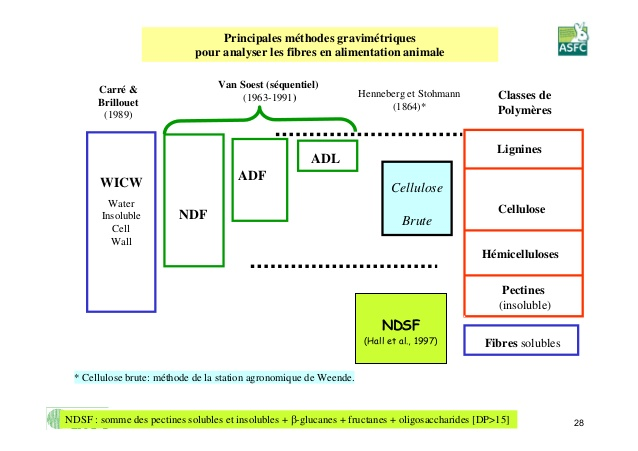 Principales méthodes gravimétriques
pour analyser les fibres en alimentation animale
ASFC
Carré &
Brillouet
(1989)
Van Soest (séquentiel)
(1963-1991)
Henneberg et Stohmann
(1864)*
Classes de
Polymères
WICW
Water
Insoluble
Cell
Wall
NDF
ADF
ADL
Cellulose
Brute
Lignines
Cellulose
Hémicelluloses
Pectines
(insoluble)
NDSF
(Hall et al., 1997)
Fibres solubles
* Cellulose brute: méthode de la station agronomique de Weende.
NDSF : somme des pectines solubles et insolubles + β-glucanes + fructanes + oligosaccharides [DP>15]
28